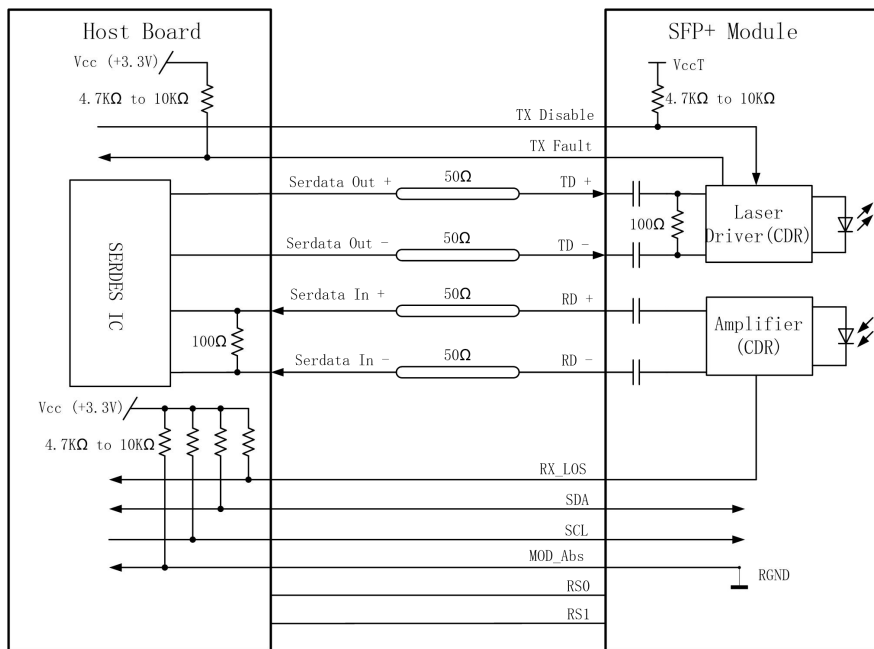 Host Board
SFP+ Module
Vcc (+3.3V)
VccT
4.7KΩ to 10KΩ
4.7KΩ to 10KΩ
TX Disable
TX Fault
Serdata Out +
50Ω
TD +
100Ω
Laser
Driver(CDR)
Serdata Out -
50Ω
TD -
SERDES IC
Serdata In +
50Ω
RD +
100Ω
Amplifier
(CDR)
Serdata In -
50Ω
RD -
Vcc (+3.3V)
4.7KΩ to 10KΩ
RX_LOS
SDA
SCL
MOD_Abs
RGND
RS0
RS1